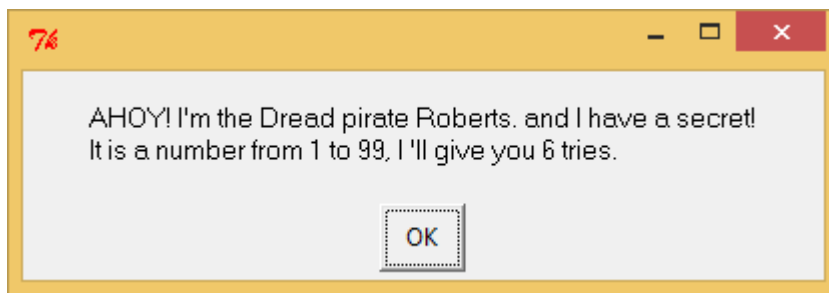 AHOY! I'm the Dread pirate Roberts. and I have a secret!
It is a number from 1 to 99, I 'll give you 6 tries.
OK